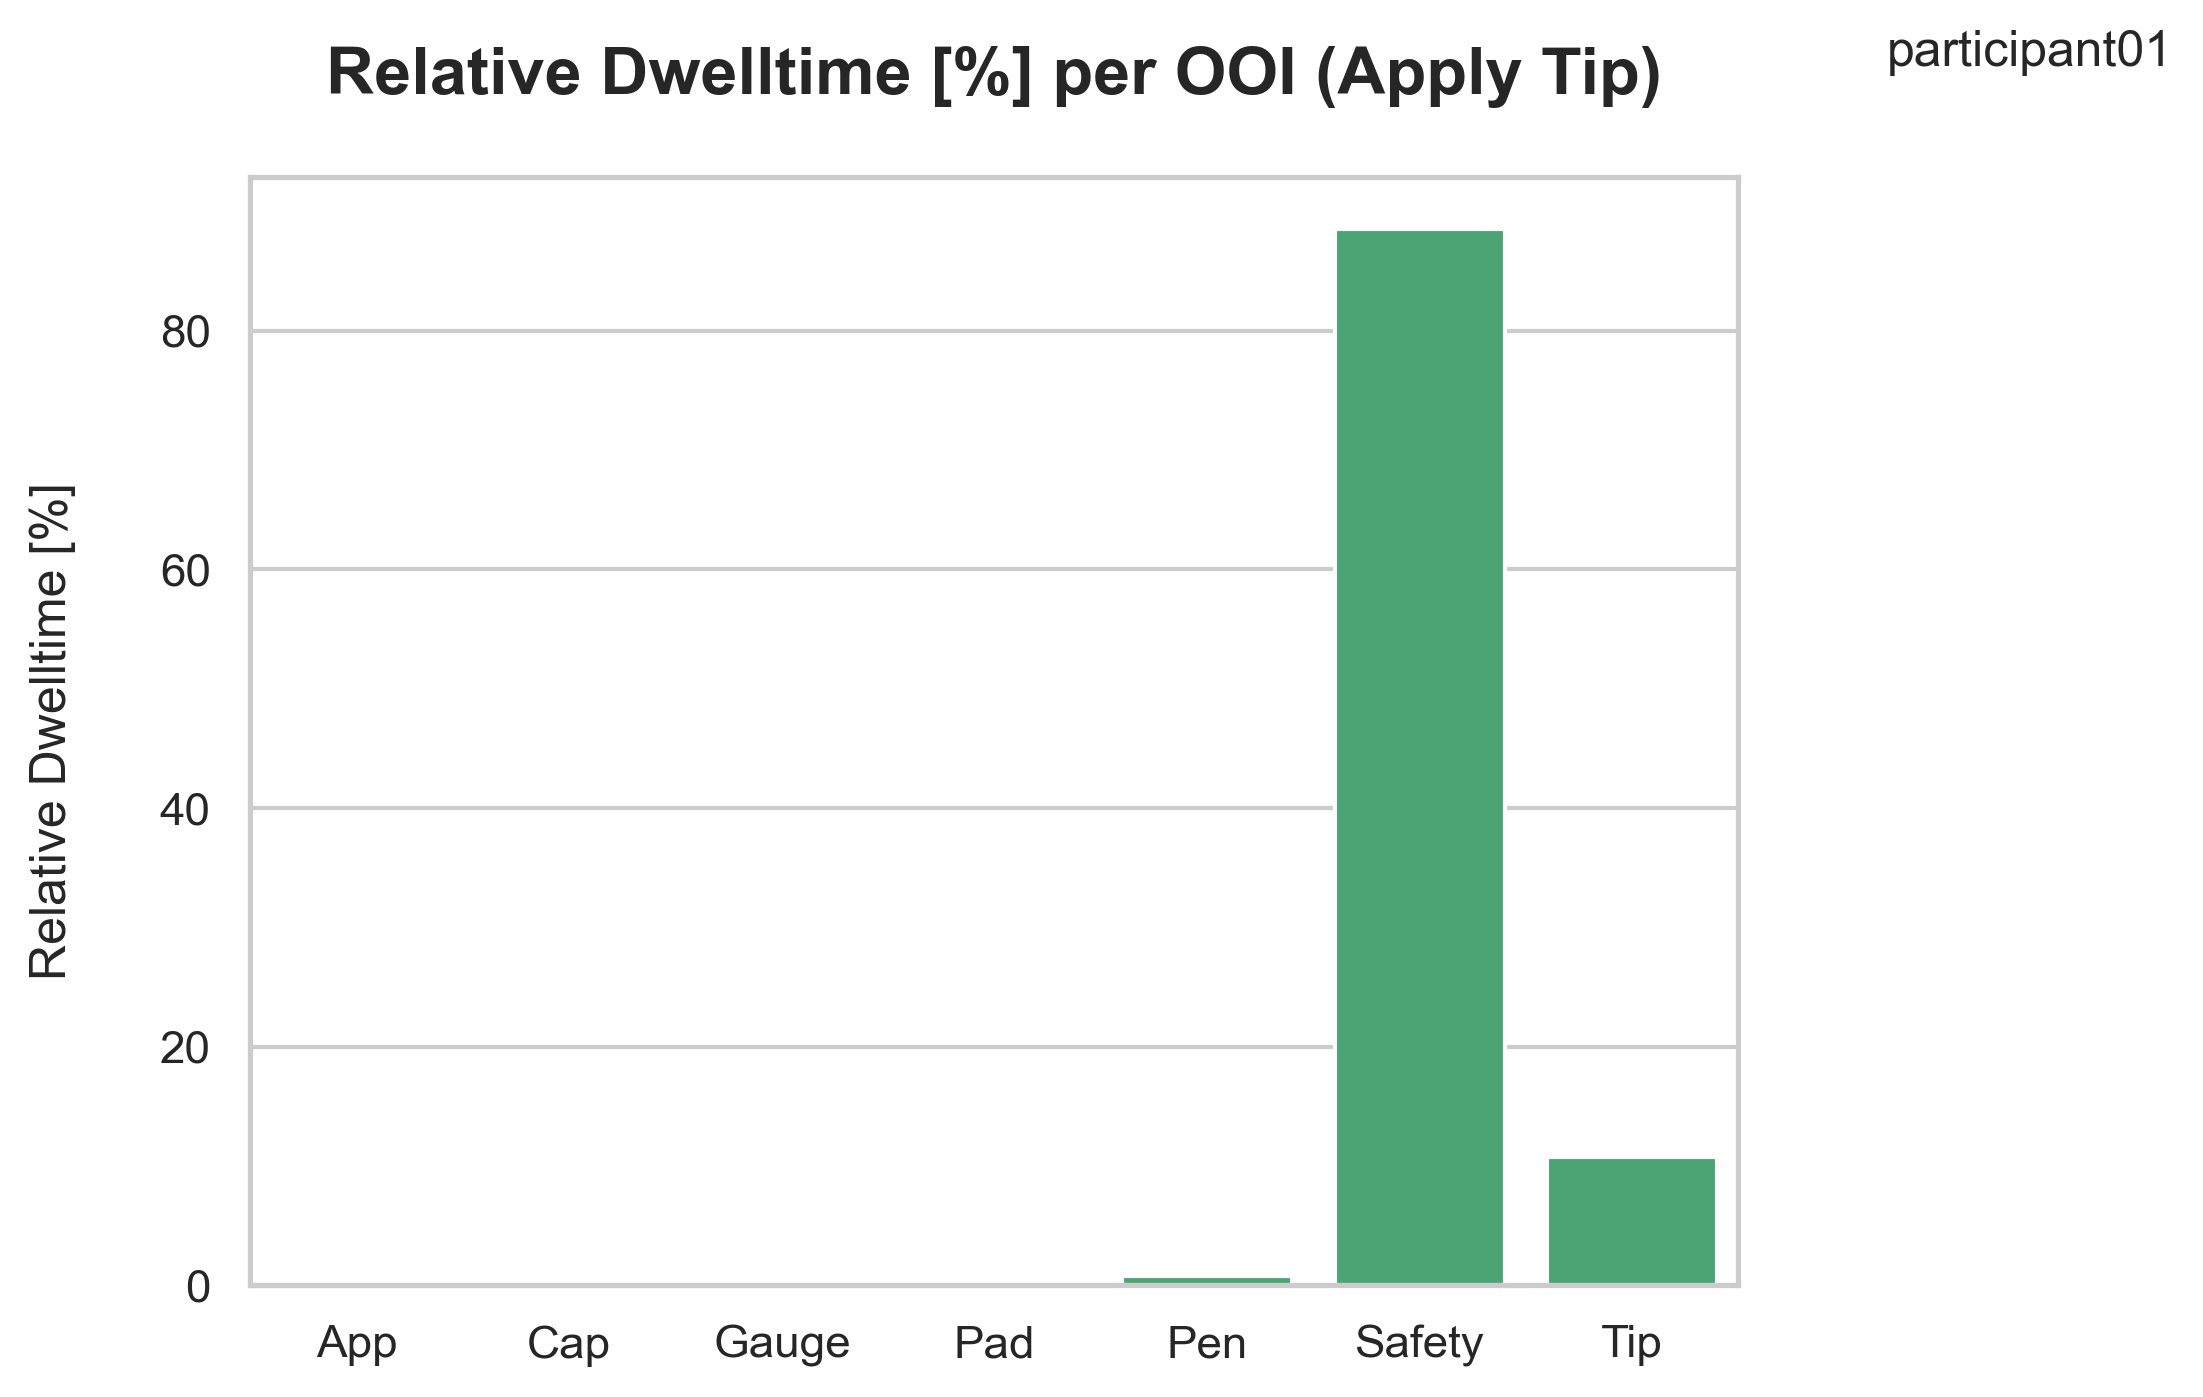 Relative Dwelltime [%] per OOI (Apply Tip)
participant01
Relative Dwelltime [%]
80
60
40
20
0
App Cap Gauge Pad Pen Safety Tip